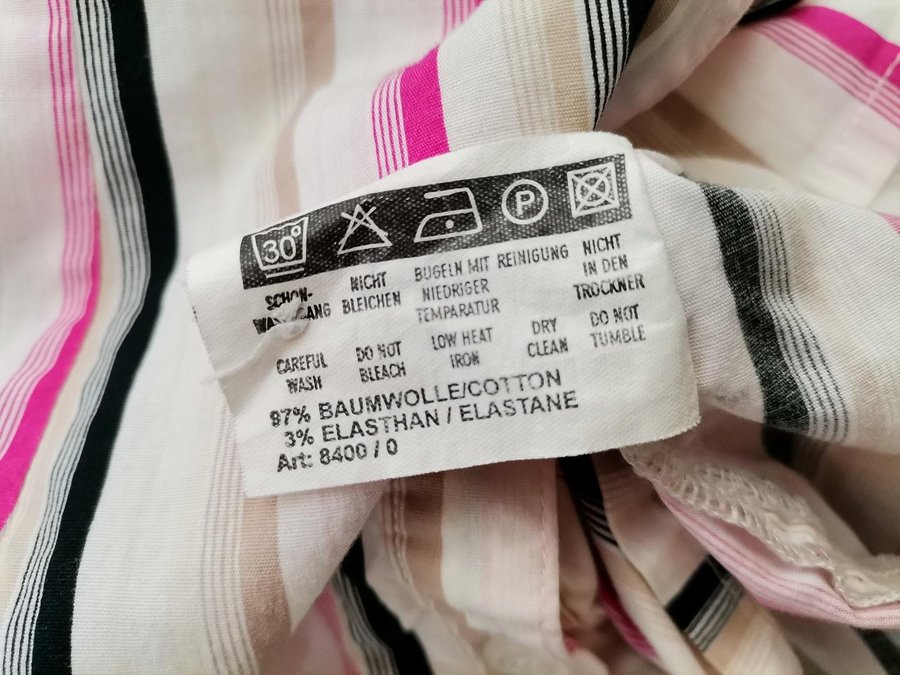 30°
P
SCHON-
WASCHGANG
NICHT
BLEICHEN
BÜGELN MIT
NIEDRIGER
TEMPARATUR
REINIGUNG
NICHT
IN DEN
TROCKNER
CAREFUL
WASH
DO NOT
BLEACH
LOW HEAT
IRON
DRY
CLEAN
DO NOT
TUMBLE
97% BAUMWOLLE/COTTON
3% ELASTHAN / ELASTANE
Art: 8400 / 0